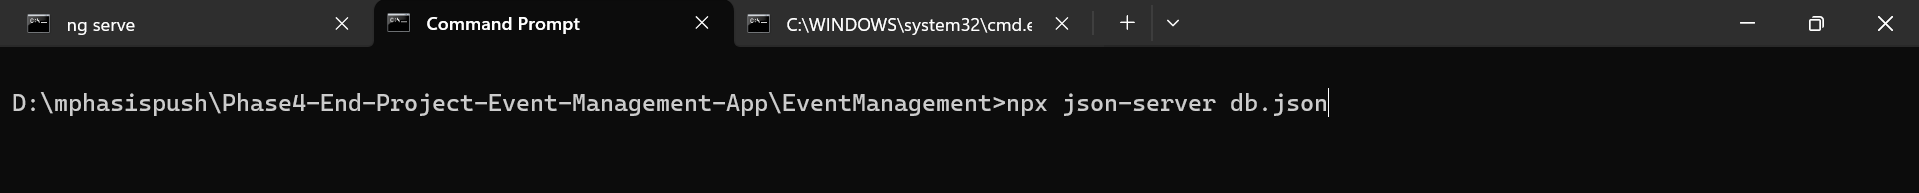 ng serve
Command Prompt
C:\WINDOWS\system32\cmd.e
D:\mphasispush\Phase4-End-Project-Event-Management-App\EventManagement>npx json-server db.json